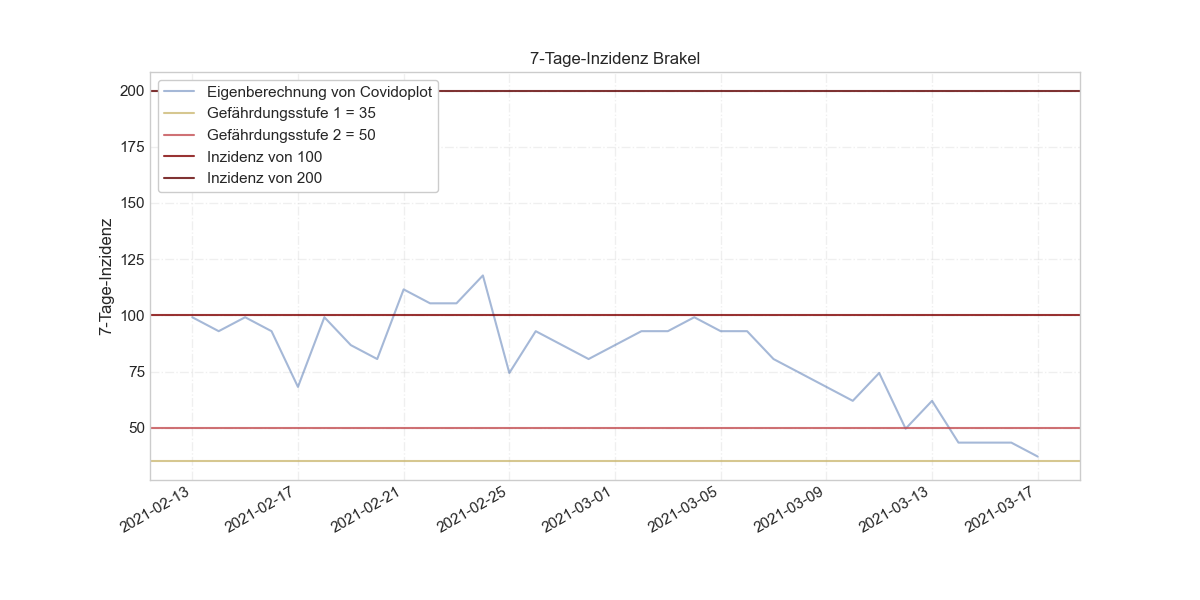 7-Tage-Inzidenz Brakel
Eigenberechnung von Covidoplot
Gefährdungsstufe 1 = 35
Gefährdungsstufe 2 = 50
Inzidenz von 100
Inzidenz von 200
7-Tage-Inzidenz
200
175
150
125
100
75
50
2021-02-13
2021-02-17
2021-02-21
2021-02-25
2021-03-01
2021-03-05
2021-03-09
2021-03-13
2021-03-17